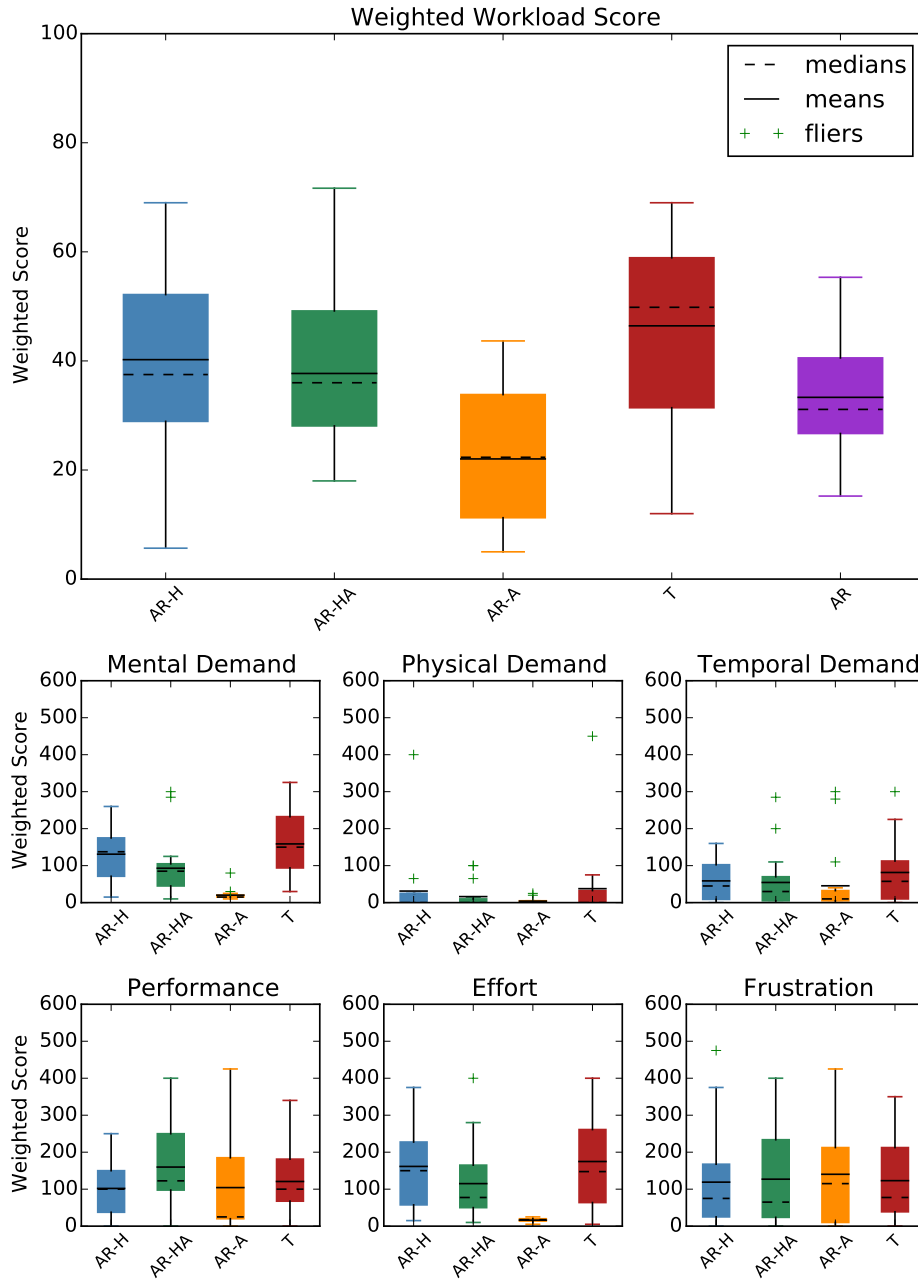 Weighted Workload Score
100
80
60
40
20
0
Weighted Score
medians
means
fliers
AR-H AR-HA AR-A T AR
Mental Demand Physical Demand Temporal Demand
600 600 600
500 500 500
400 400 400
300 300 300
200 200 200
100 100 100
0 0 0
Weighted Score
AR-H AR-HA AR-A T AR-H AR-HA AR-A T AR-H AR-HA AR-A T
Performance Effort Frustration
600 600 600
500 500 500
400 400 400
300 300 300
200 200 200
100 100 100
0 0 0
Weighted Score
AR-H AR-HA AR-A T AR-H AR-HA AR-A T AR-H AR-HA AR-A T